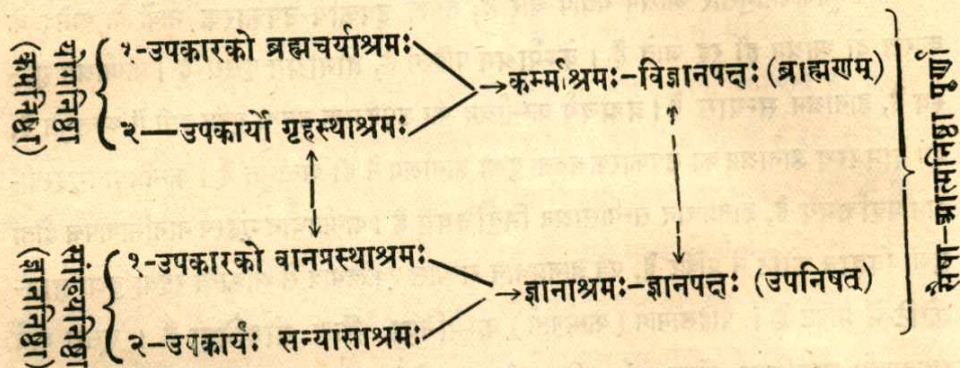 योगनिष्ठा
(कर्मनिष्ठा)
१-उपकारको ब्रह्मचर्याश्रमः
२—उपकार्यो गृहस्थाश्रमः
कर्म्माश्रमः-विज्ञानपक्षः (ब्राह्मणम्)
सांख्यनिष्ठा
(ज्ञाननिष्ठा)
१-उपकारको वानप्रस्थाश्रमः
२-उपकार्यः सन्यासाश्रमः
ज्ञानाश्रमः-ज्ञानपक्षः (उपनिषत्)
सैषा-आत्मनिष्ठा पूर्णा